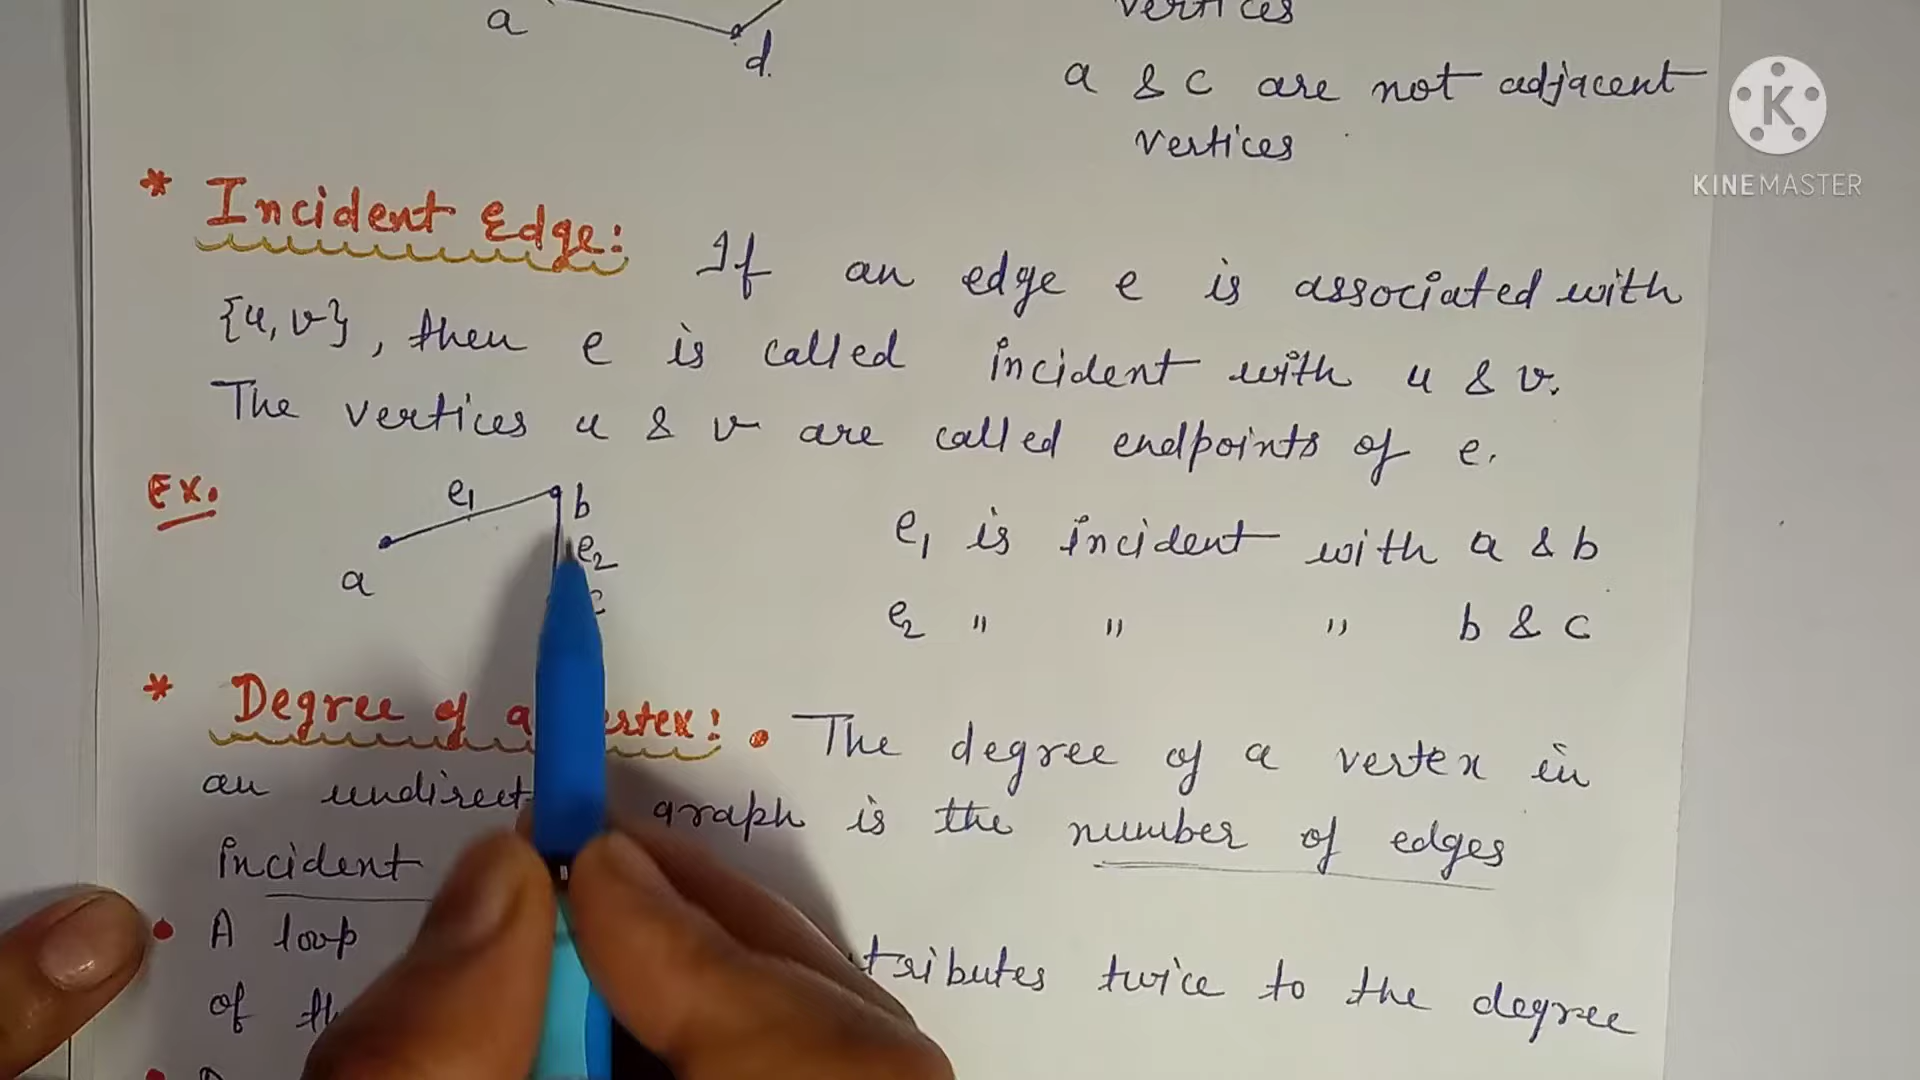 a
d.
vertices
a & c are not adjacent
vertices
K
KINEMASTER
* Incident Edge: If an edge e is associated with
{u, v}, then e is called incident with u & v.
The vertices u & v are called endpoints of e.
Ex.
e1
b
e2
a
c
e1 is incident with a & b
e2 " " " b & c
* Degree of a : • The degree of a vertex in
an graph is the number of edges
incident
• A loop twice to the degree
of